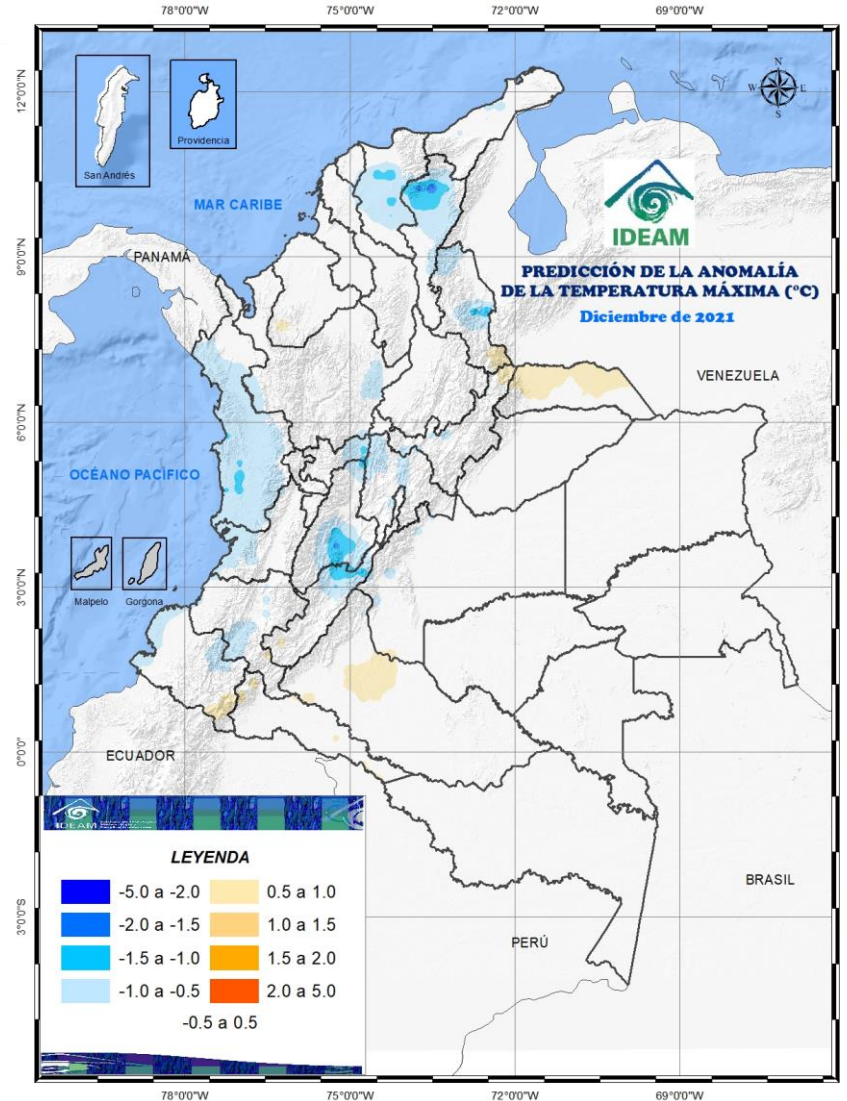 78°0'0"W 75°0'0"W 72°0'0"W 69°0'0"W
12°0'0"N
9°0'0"N
6°0'0"N
3°0'0"N
0°0'0"
3°0'0"S
N
W E
S
San Andrés
Providencia
MAR CARIBE
IDEAM
PANAMÁ
PREDICCIÓN DE LA ANOMALÍA
DE LA TEMPERATURA MÁXIMA (°C)
Diciembre de 2021
VENEZUELA
OCÉANO PACÍFICO
Malpelo
Gorgona
ECUADOR
BRASIL
PERÚ
IDEAM
LEYENDA
-5.0 a -2.0 0.5 a 1.0
-2.0 a -1.5 1.0 a 1.5
-1.5 a -1.0 1.5 a 2.0
-1.0 a -0.5 2.0 a 5.0
-0.5 a 0.5
78°0'0"W 75°0'0"W 72°0'0"W 69°0'0"W